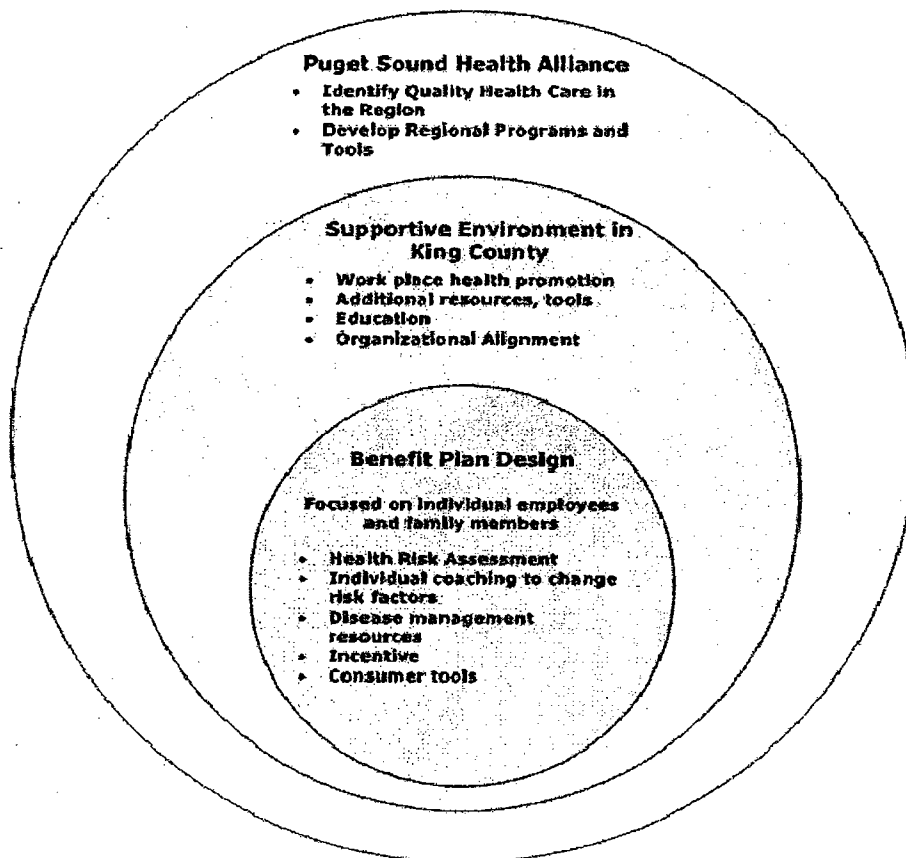 Puget Sound Health Alliance
• Identify Quality Health Care in
the Region
• Develop Regional Programs and
Tools
Supportive Environment in
King County
• Work place health promotion
• Additional resources, tools
• Education
• Organizational Alignment
Benefit Plan Design
Focused on individual employees
and family members
• Health Risk Assessment
• Individual coaching to change
risk factors
• Disease management
resources
• Incentive
• Consumer tools